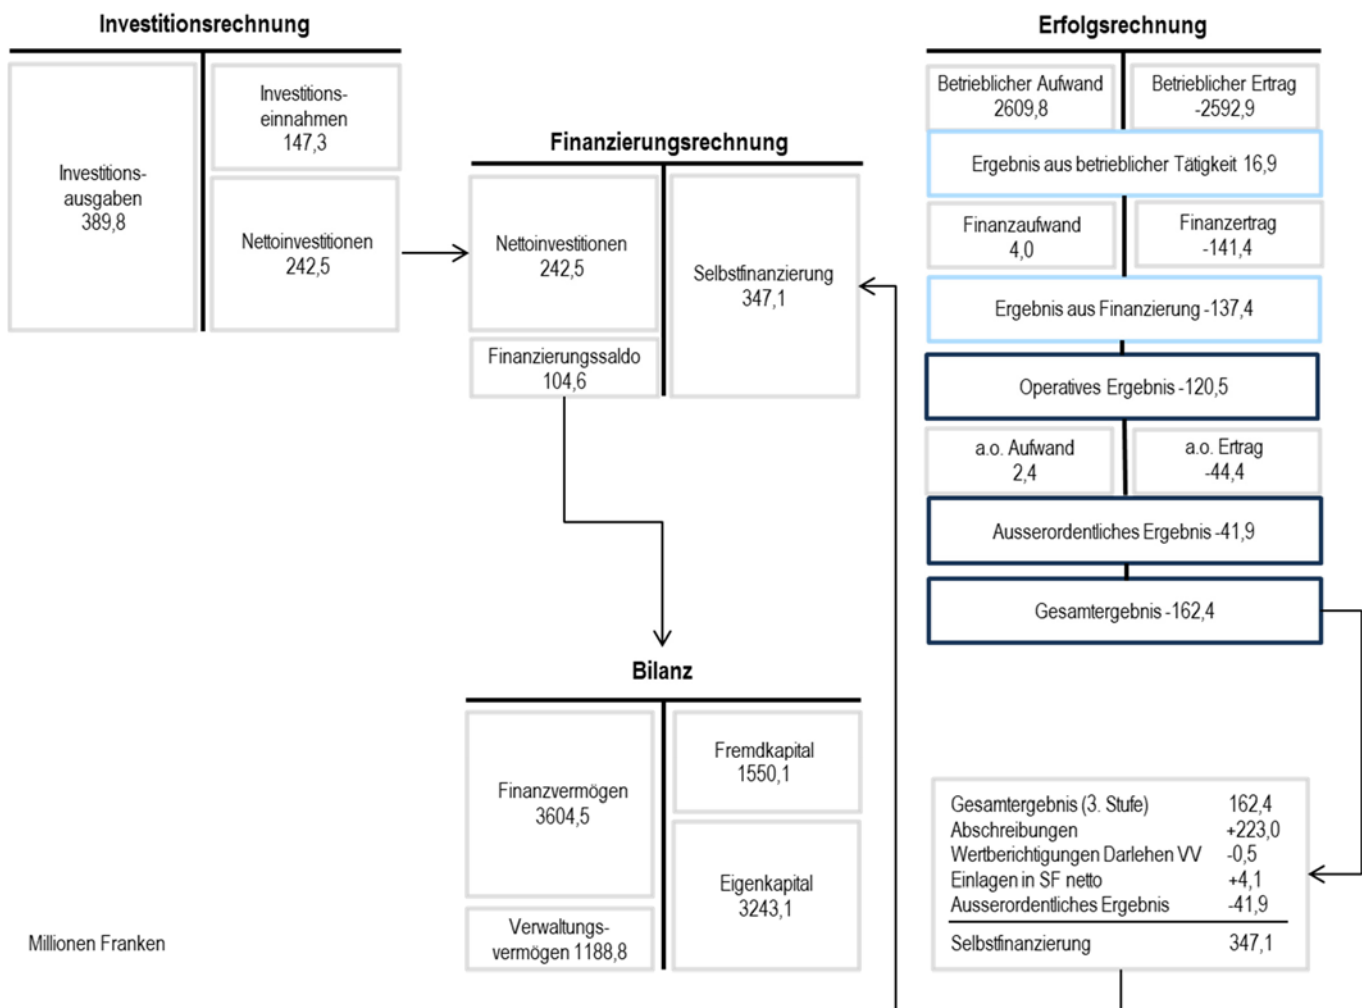 Investitionsrechnung
Investitions-
ausgaben
389,8
Investitions-
einnahmen
147,3
Nettoinvestitionen
242,5
Finanzierungsrechnung
Nettoinvestitionen
242,5
Finanzierungssaldo
104,6
Selbstfinanzierung
347,1
Erfolgsrechnung
Betrieblicher Aufwand
2609,8
Betrieblicher Ertrag
-2592,9
Ergebnis aus betrieblicher Tätigkeit 16,9
Finanzaufwand
4,0
Finanzertrag
-141,4
Ergebnis aus Finanzierung -137,4
Operatives Ergebnis -120,5
a.o. Aufwand
2,4
a.o. Ertrag
-44,4
Ausserordentliches Ergebnis -41,9
Gesamtergebnis -162,4
Bilanz
Finanzvermögen
3604,5
Verwaltungs-
vermögen 1188,8
Fremdkapital
1550,1
Eigenkapital
3243,1
Gesamtergebnis (3. Stufe) 162,4
Abschreibungen +223,0
Wertberichtigungen Darlehen VV -0,5
Einlagen in SF netto +4,1
Ausserordentliches Ergebnis -41,9
Selbstfinanzierung 347,1
Millionen Franken